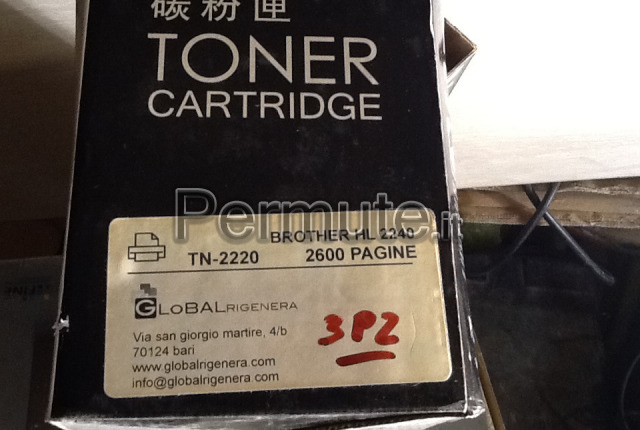 碳粉匣
TONER
CARTRIDGE
Permute.it
BROTHER HL 2240
TN-2220 2600 PAGINE
GLOBALRIGENERA
Via san giorgio martire, 4/b
70124 bari
www.globalrigenera.com
info@globalrigenera com
3PZ